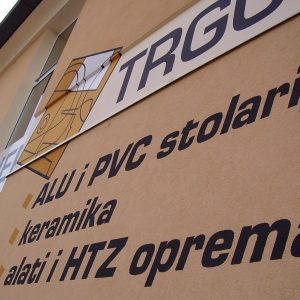 TRGO
ALU i PVC stolari
keramika
alati i HTZ oprema